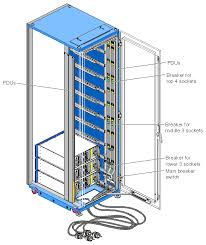 PDUs
PDUs
Breaker for
top 4 sockets
Breaker for
middle 3 sockets
Breaker for
lower 3 sockets
Main breaker
switch